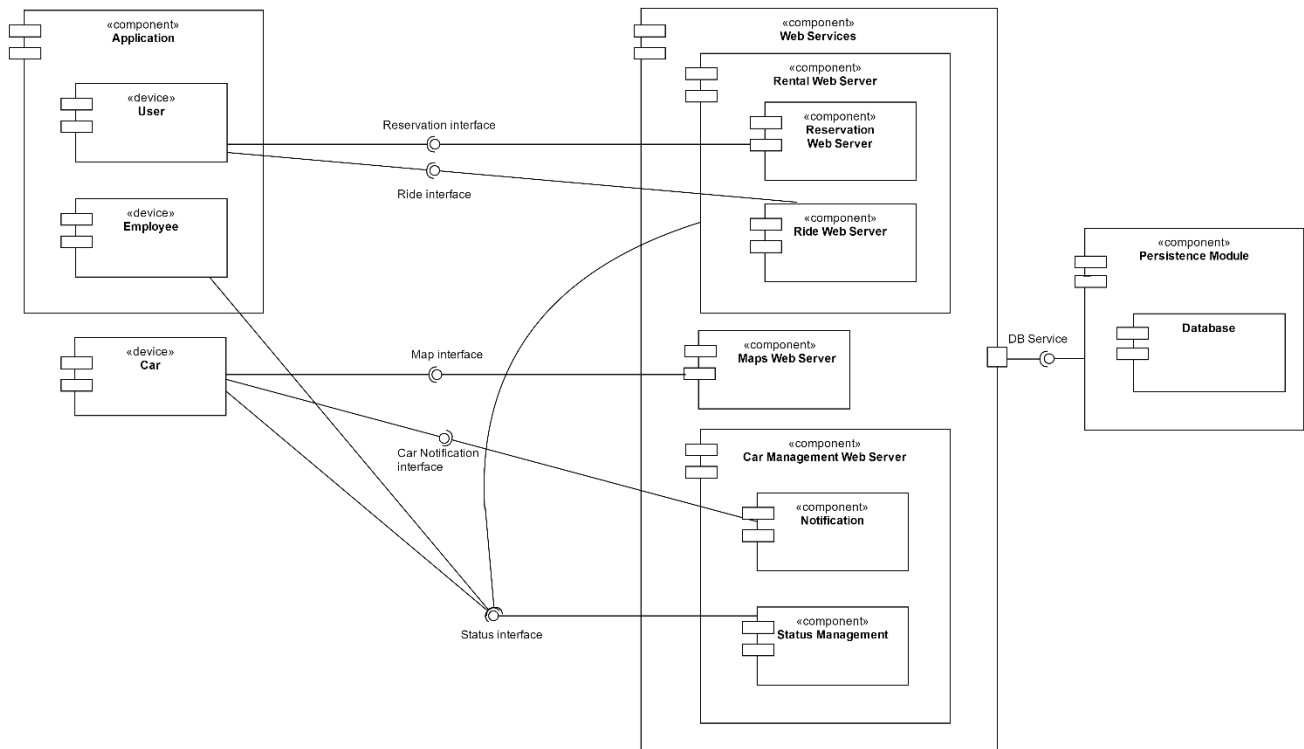 «component»
Application
«device»
User
«device»
Employee
«device»
Car
Reservation interface
Ride interface
Map interface
Car Notification
interface
Status interface
«component»
Web Services
«component»
Rental Web Server
«component»
Reservation
Web Server
«component»
Ride Web Server
«component»
Maps Web Server
«component»
Car Management Web Server
«component»
Notification
«component»
Status Management
DB Service
«component»
Persistence Module
Database